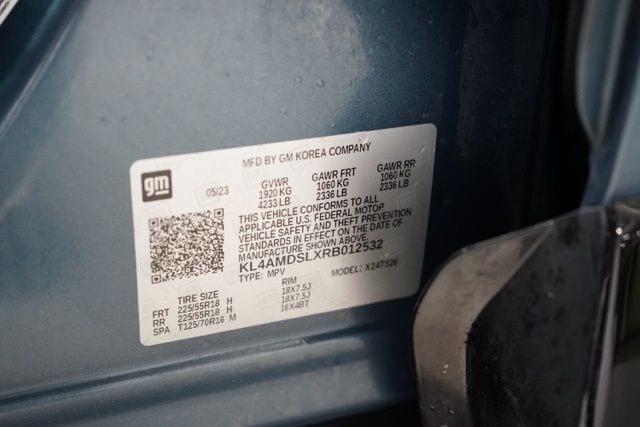 MFD BY GM KOREA COMPANY
gm
05/23
GVWR GAWR FRT GAWR RR
1920 KG 1060 KG 1060 KG
4233 LB 2336 LB 2336 LB
THIS VEHICLE CONFORMS TO ALL
APPLICABLE U.S. FEDERAL MOTOR
VEHICLE SAFETY AND THEFT PREVENTION
STANDARDS IN EFFECT ON THE DATE OF
MANUFACTURE SHOWN ABOVE.
KL4AMDSLXRB012532
TYPE: MPV MODEL: X24TS26
TIRE SIZE RIM
FRT 225/55R18 H 18X7.5J
RR 225/55R18 H 18X7.5J
SPA T125/70R16 M 16X4BT